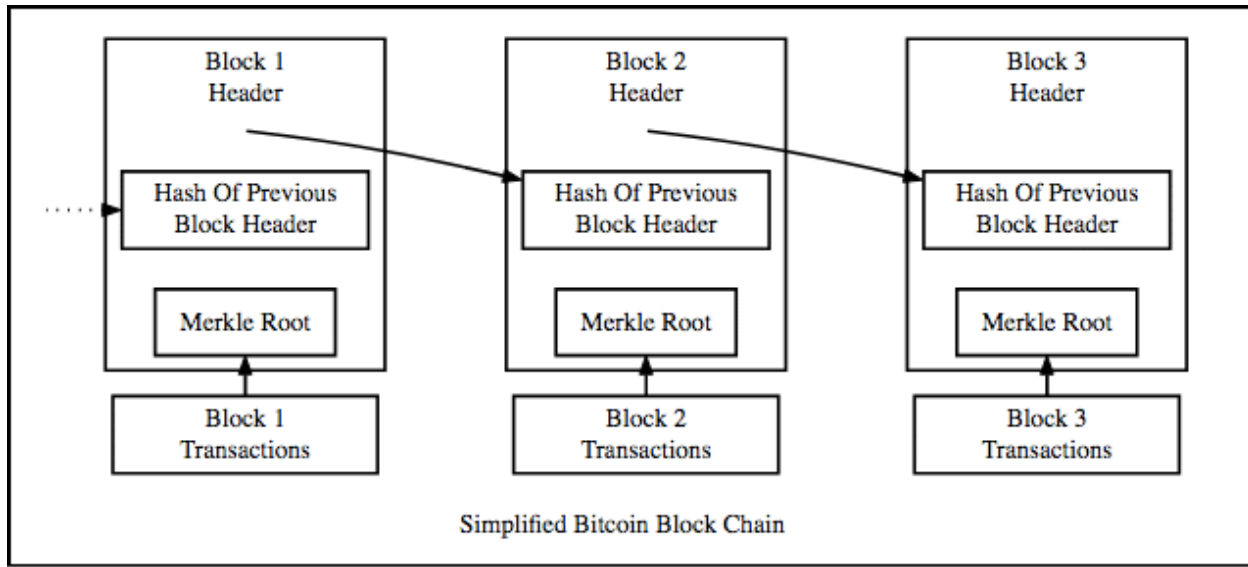 Block 1
Header
Hash Of Previous
Block Header
Merkle Root
Block 1
Transactions
Block 2
Header
Hash Of Previous
Block Header
Merkle Root
Block 2
Transactions
Block 3
Header
Hash Of Previous
Block Header
Merkle Root
Block 3
Transactions
Simplified Bitcoin Block Chain